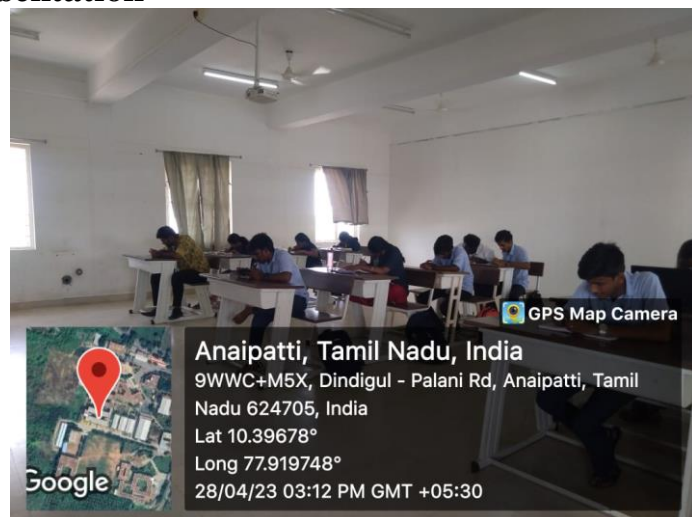 GPS Map Camera
Anaipatti, Tamil Nadu, India
9WWC+M5X, Dindigul - Palani Rd, Anaipatti, Tamil
Nadu 624705, India
Lat 10.39678°
Long 77.919748°
28/04/23 03:12 PM GMT +05:30
Google